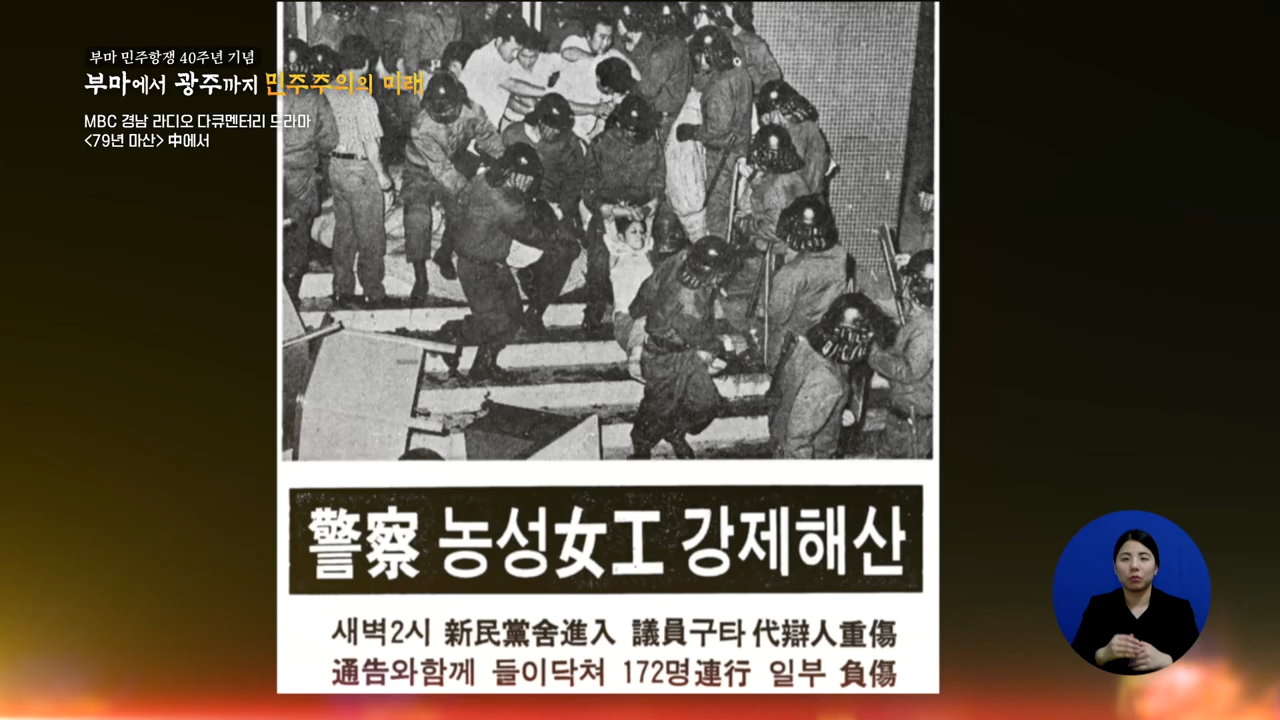 부마 민주항쟁 40주년 기념
부마에서 광주까지 민주주의의 미래
MBC 경남 라디오 다큐멘터리 드라마
<79년 마산> 中에서
警察 농성女工 강제해산
새벽2시 新民黨舍進入 議員구타 代辯人重傷
通告와함께 들이닥쳐 172명連行 일부 負傷